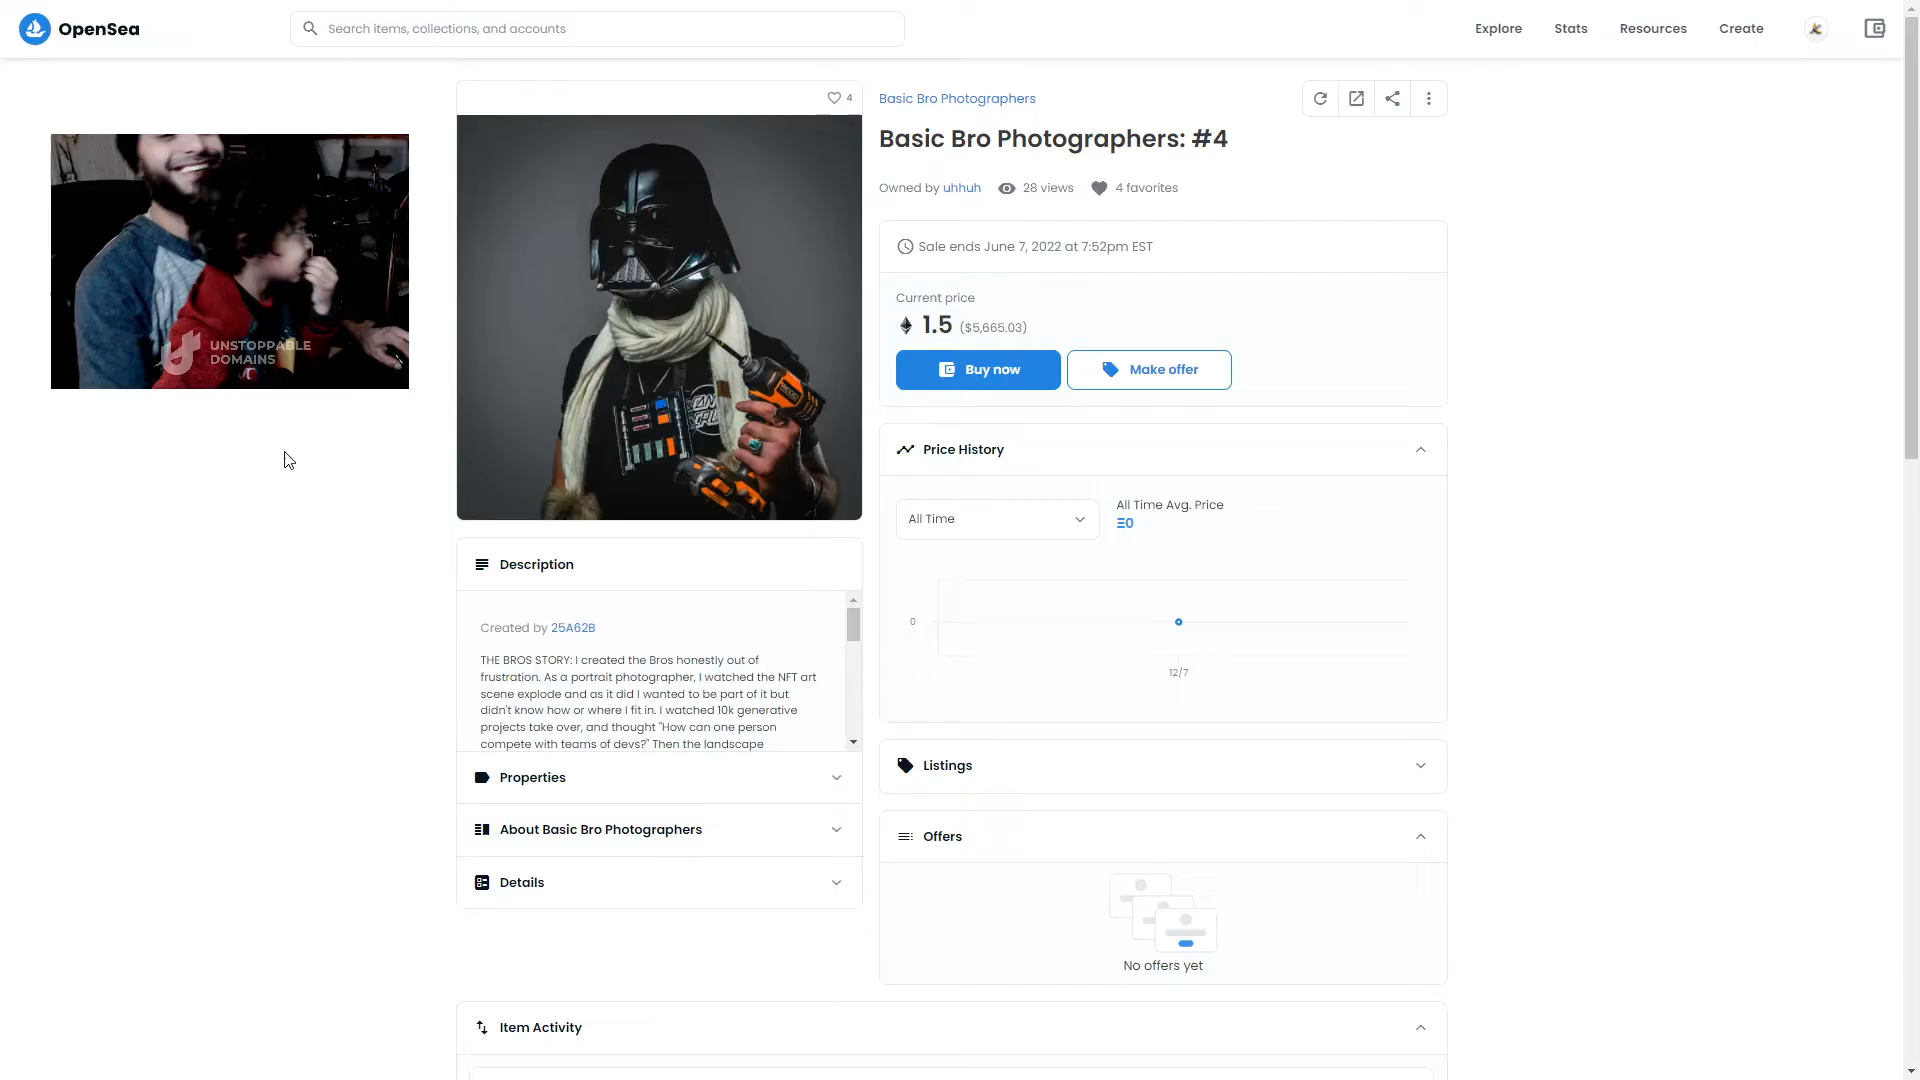 OpenSea
Search items, collections, and accounts
Explore
Stats
Resources
Create
UNSTOPPABLE
DOMAINS
4
Basic Bro Photographers
Basic Bro Photographers: #4
Owned by uhhuh
28 views
4 favorites
Sale ends June 7, 2022 at 7:52pm EST
Current price
1.5 ($5,665.03)
Buy now
Make offer
Price History
All Time
All Time Avg. Price
Ξ0
0
12/7
Description
Created by 25A62B
THE BROS STORY: I created the Bros honestly out of
frustration. As a portrait photographer, I watched the NFT art
scene explode and as it did I wanted to be part of it but
didn't know how or where I fit in. I watched 10k generative
projects take over, and thought "How can one person
compete with teams of devs?" Then the landscape
Properties
About Basic Bro Photographers
Details
Listings
Offers
No offers yet
Item Activity